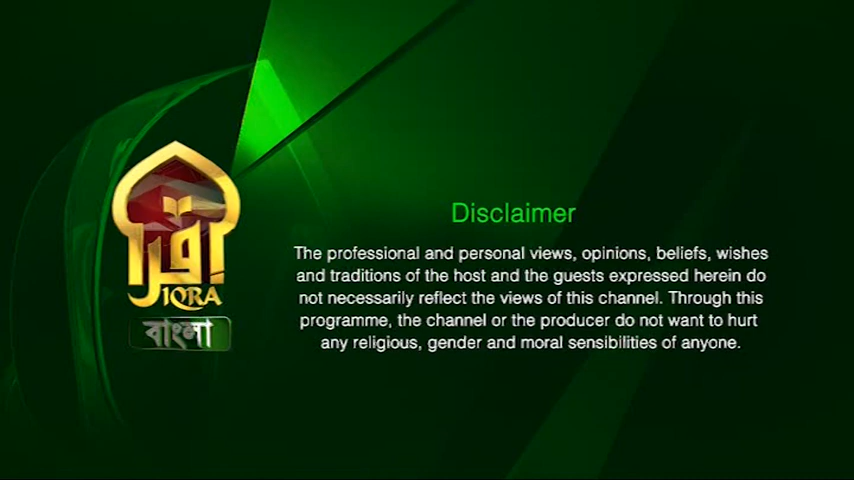 اقرأ
IQRA
বাংলা
Disclaimer
The professional and personal views, opinions, beliefs, wishes
and traditions of the host and the guests expressed herein do
not necessarily reflect the views of this channel. Through this
programme, the channel or the producer do not want to hurt
any religious, gender and moral sensibilities of anyone.